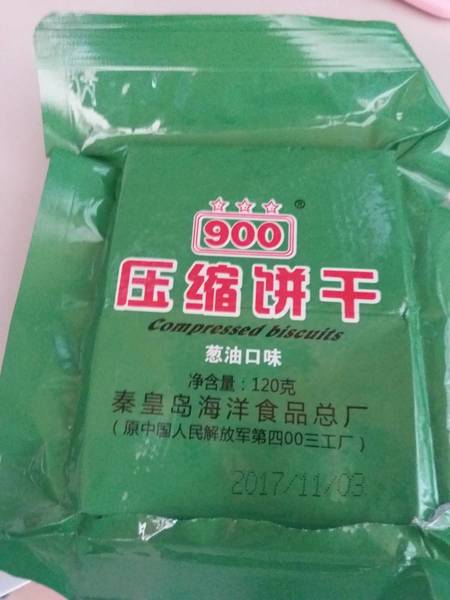 900
®
压缩饼干
Compressed biscuits
葱油口味
净含量：120克
秦皇岛海洋食品总厂
（原中国人民解放军第四00三工厂）
2017/11/03